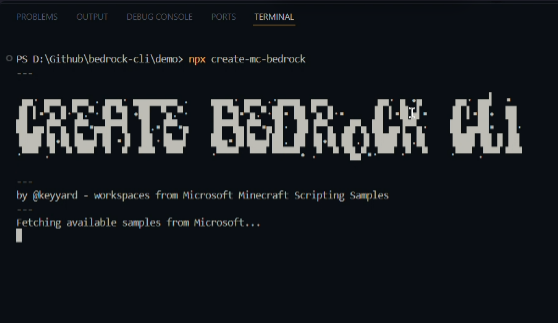 PROBLEMS OUTPUT DEBUG CONSOLE PORTS TERMINAL
PS D:\Github\bedrock-cli\demo> npx create-mc-bedrock
---
CREATE BEDRoCK CLi
---
by @keyyard - workspaces from Microsoft Minecraft Scripting Samples
---
Fetching available samples from Microsoft...